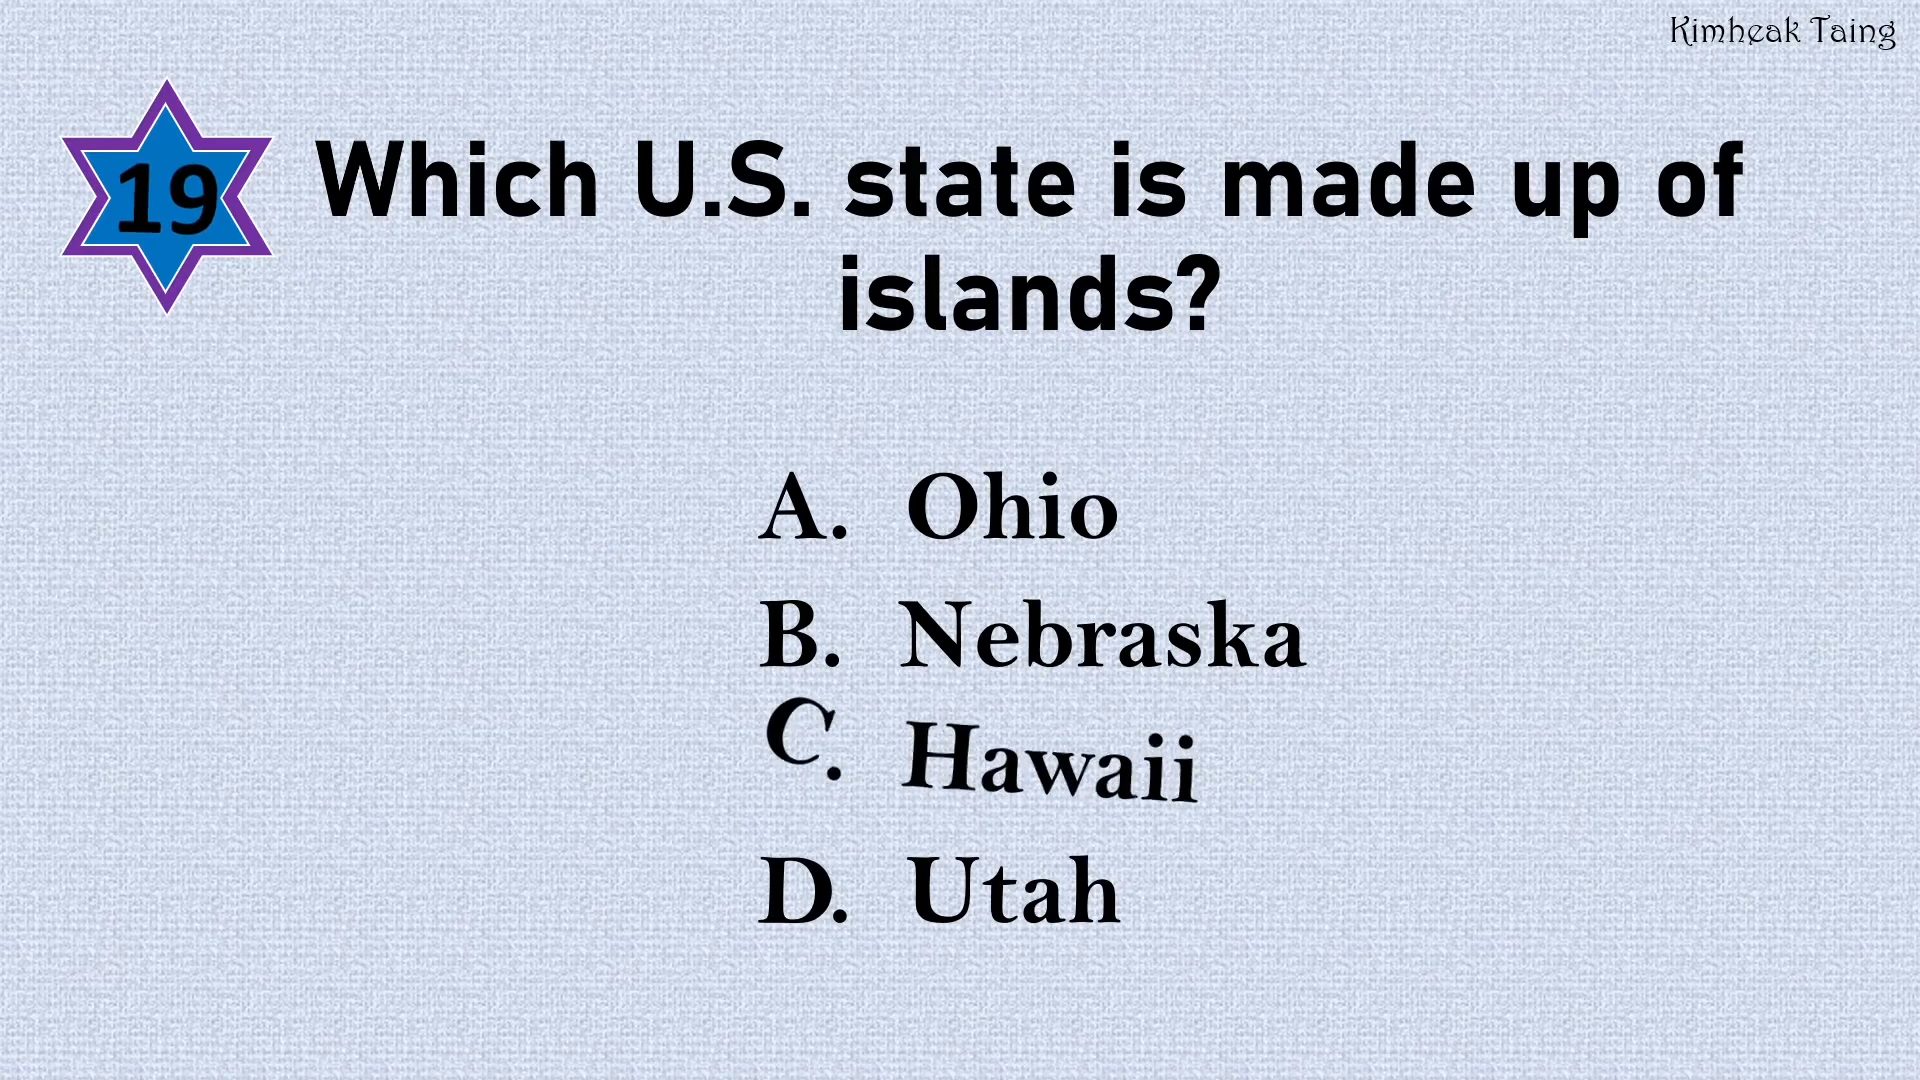 Kimheak Taing
19
Which U.S. state is made up of
islands?
A. Ohio
B. Nebraska
C. Hawaii
D. Utah